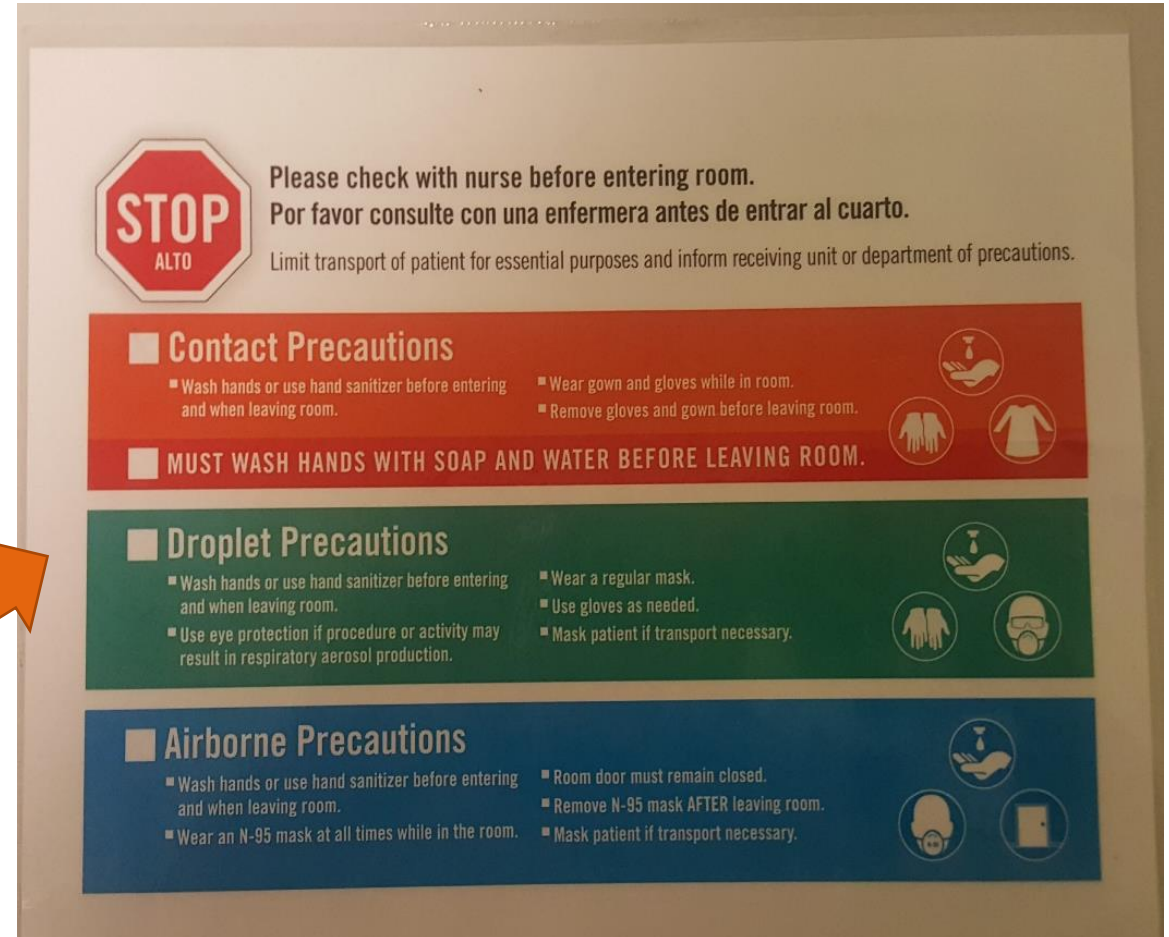 STOP
ALTO
Please check with nurse before entering room.
Por favor consulte con una enfermera antes de entrar al cuarto.
Limit transport of patient for essential purposes and inform receiving unit or department of precautions.
Contact Precautions
Wash hands or use hand sanitizer before entering
and when leaving room.
Wear gown and gloves while in room.
Remove gloves and gown before leaving room.
MUST WASH HANDS WITH SOAP AND WATER BEFORE LEAVING ROOM.
Droplet Precautions
Wash hands or use hand sanitizer before entering
and when leaving room.
Use eye protection if procedure or activity may
result in respiratory aerosol production.
Wear a regular mask.
Use gloves as needed.
Mask patient if transport necessary.
Airborne Precautions
Wash hands or use hand sanitizer before entering
and when leaving room.
Wear an N-95 mask at all times while in the room.
Room door must remain closed.
Remove N-95 mask AFTER leaving room.
Mask patient if transport necessary.